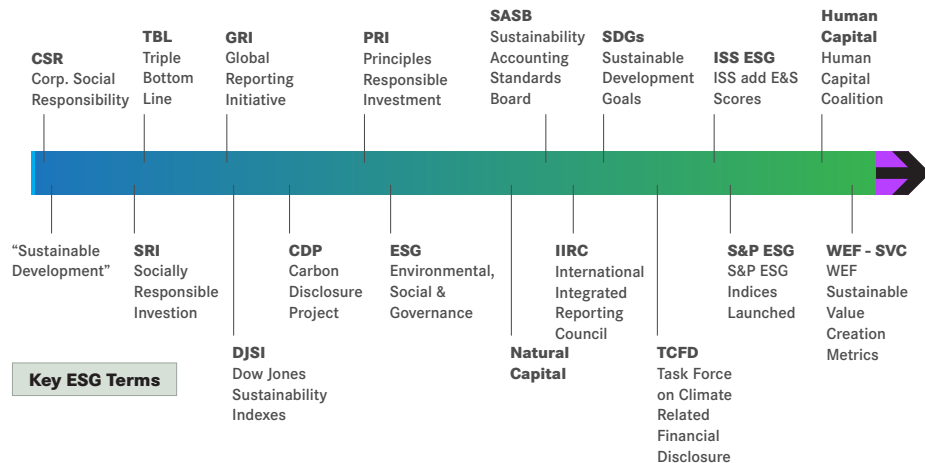 CSR
Corp. Social
Responsibility
TBL
Triple
Bottom
Line
GRI
Global
Reporting
Initiative
PRI
Principles
Responsible
Investment
SASB
Sustainability
Accounting
Standards
Board
SDGs
Sustainable
Development
Goals
ISS ESG
ISS add E&S
Scores
Human
Capital
Human
Capital
Coalition
“Sustainable
Development”
SRI
Socially
Responsible
Investion
DJSI
Dow Jones
Sustainability
Indexes
CDP
Carbon
Disclosure
Project
ESG
Environmental,
Social &
Governance
Natural
Capital
IIRC
International
Integrated
Reporting
Council
TCFD
Task Force
on Climate
Related
Financial
Disclosure
S&P ESG
S&P ESG
Indices
Launched
WEF - SVC
WEF
Sustainable
Value
Creation
Metrics
Key ESG Terms